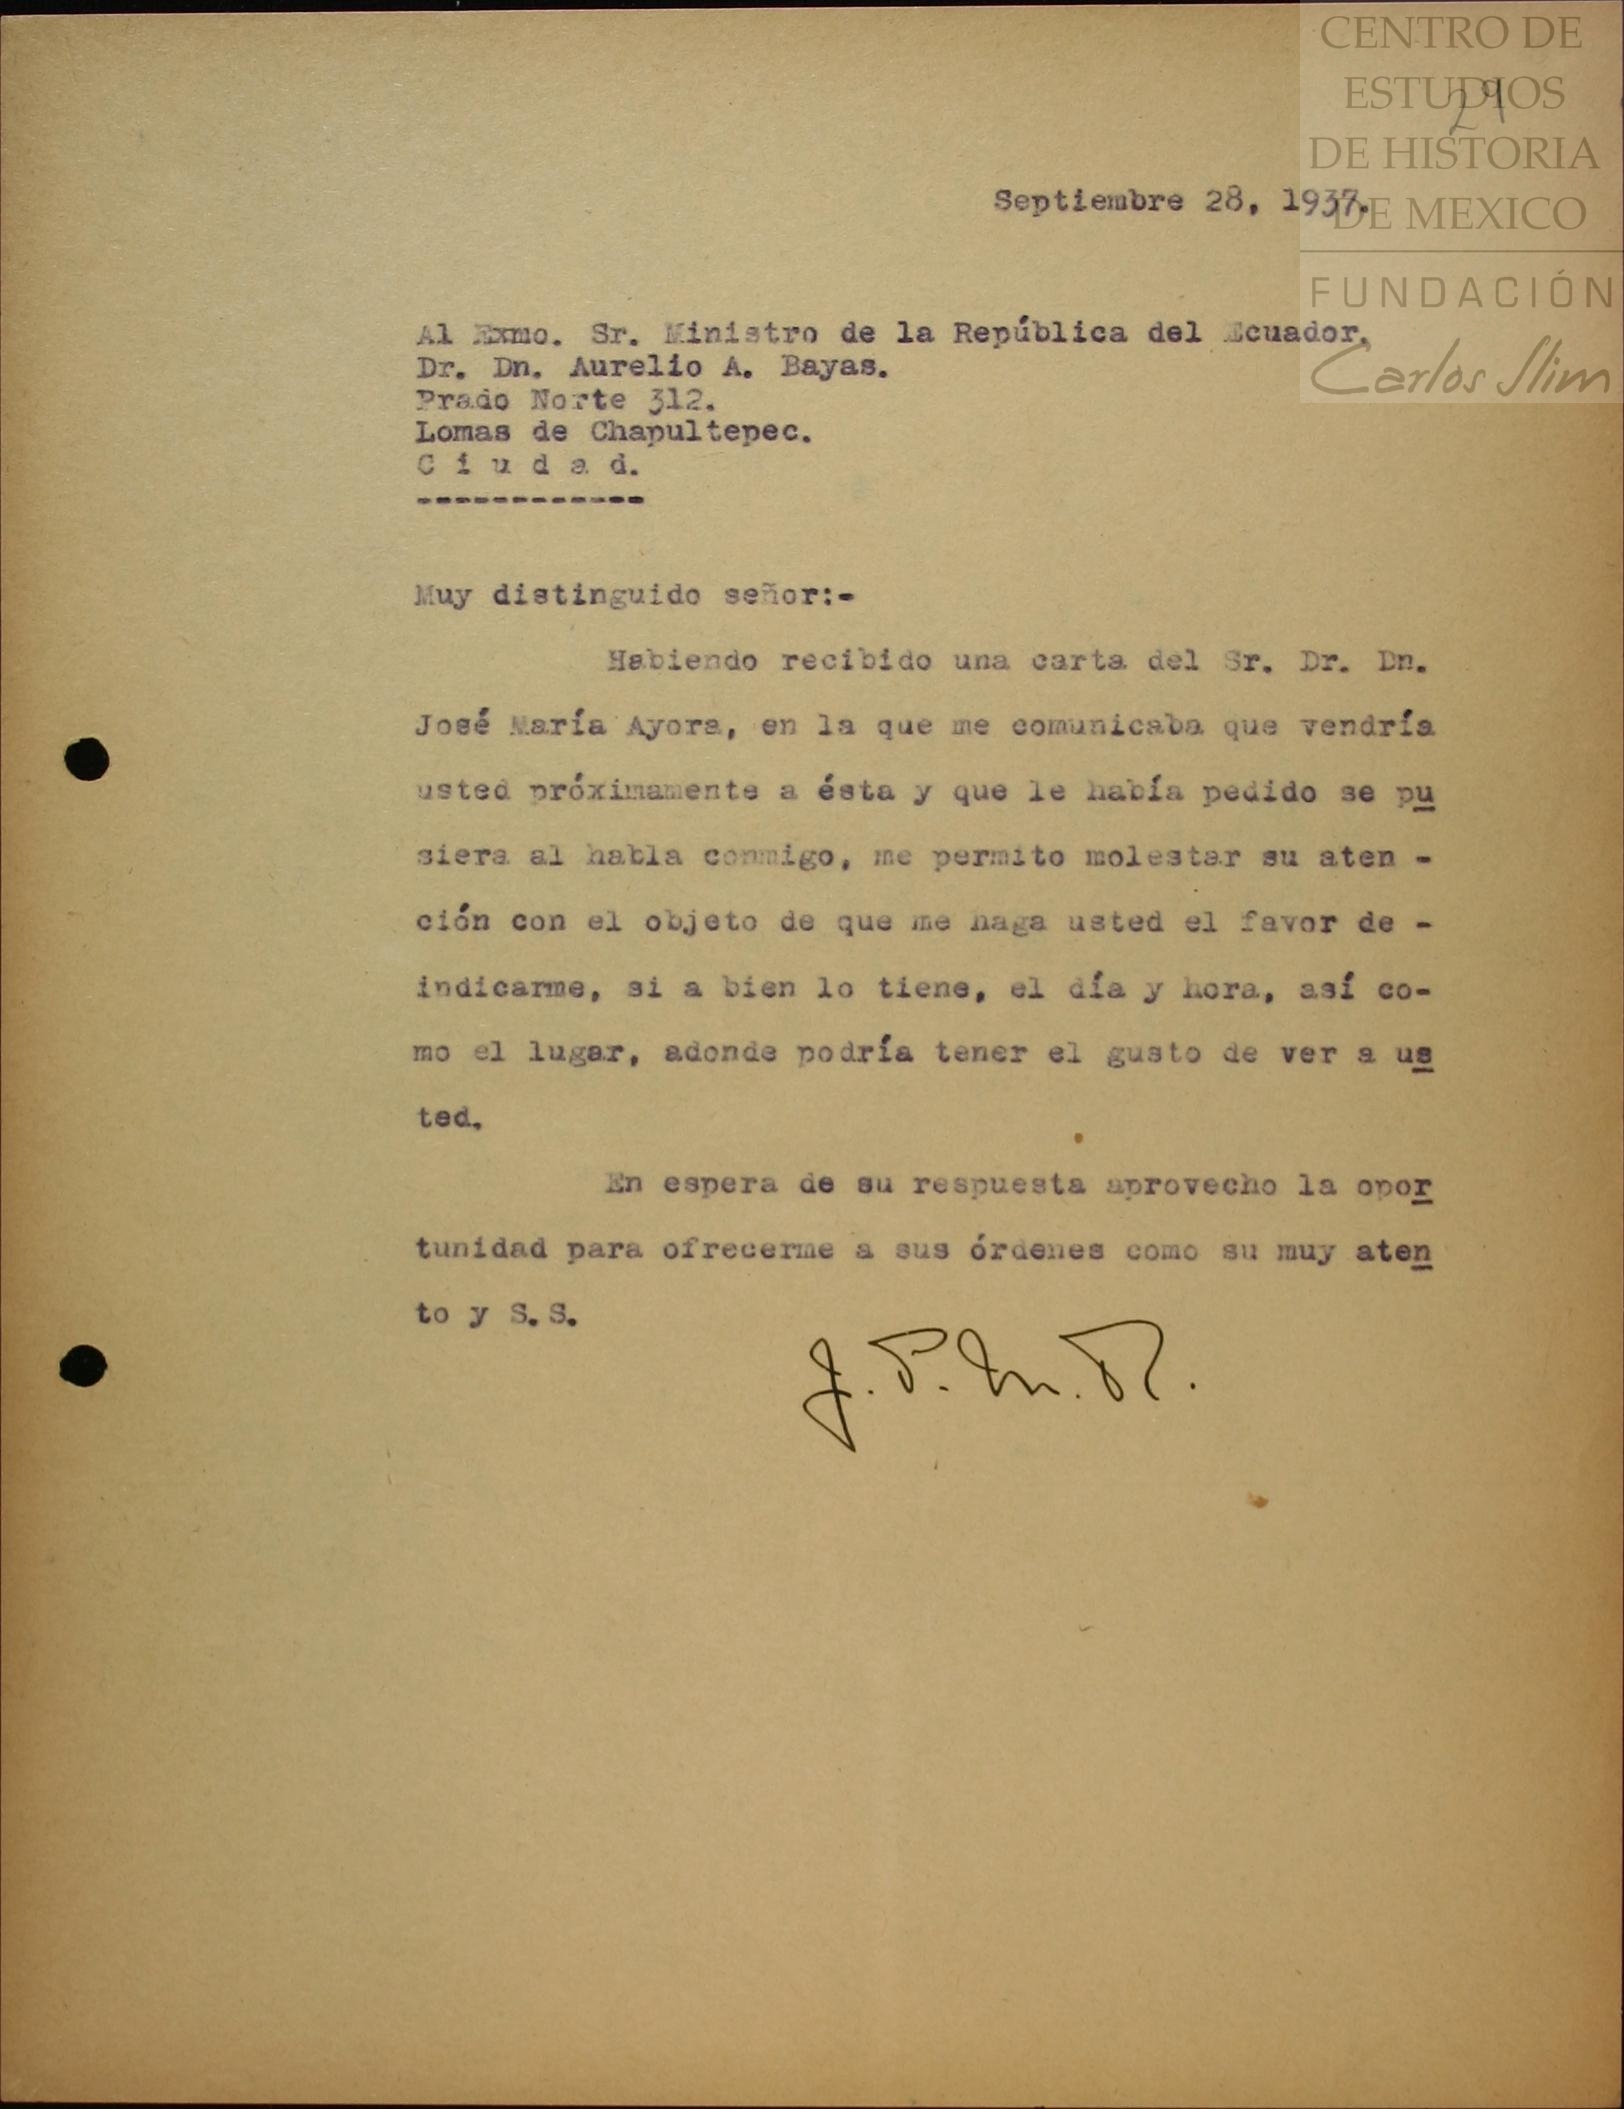 CENTRO DE
ESTUDIOS
DE HISTORIA
DE MEXICO
FUNDACIÓN
Carlos Slim
29
Septiembre 28, 1937.
Al Exmo. Sr. Ministro de la República del Ecuador.
Dr. Dn. Aurelio A. Bayas.
Prado Norte 312.
Lomas de Chapultepec.
C i u d a d.
------------
Muy distinguido señor:-
Habiendo recibido una carta del Sr. Dr. Dn.
José María Ayora, en la que me comunicaba que vendría
usted próximamente a ésta y que le había pedido se pu
siera al habla conmigo, me permito molestar su aten -
ción con el objeto de que me haga usted el favor de -
indicarme, si a bien lo tiene, el día y hora, así co-
mo el lugar, adonde podría tener el gusto de ver a us
ted.
En espera de su respuesta aprovecho la opor
tunidad para ofrecerme a sus órdenes como su muy aten
to y S.S.
J. P. M. R.